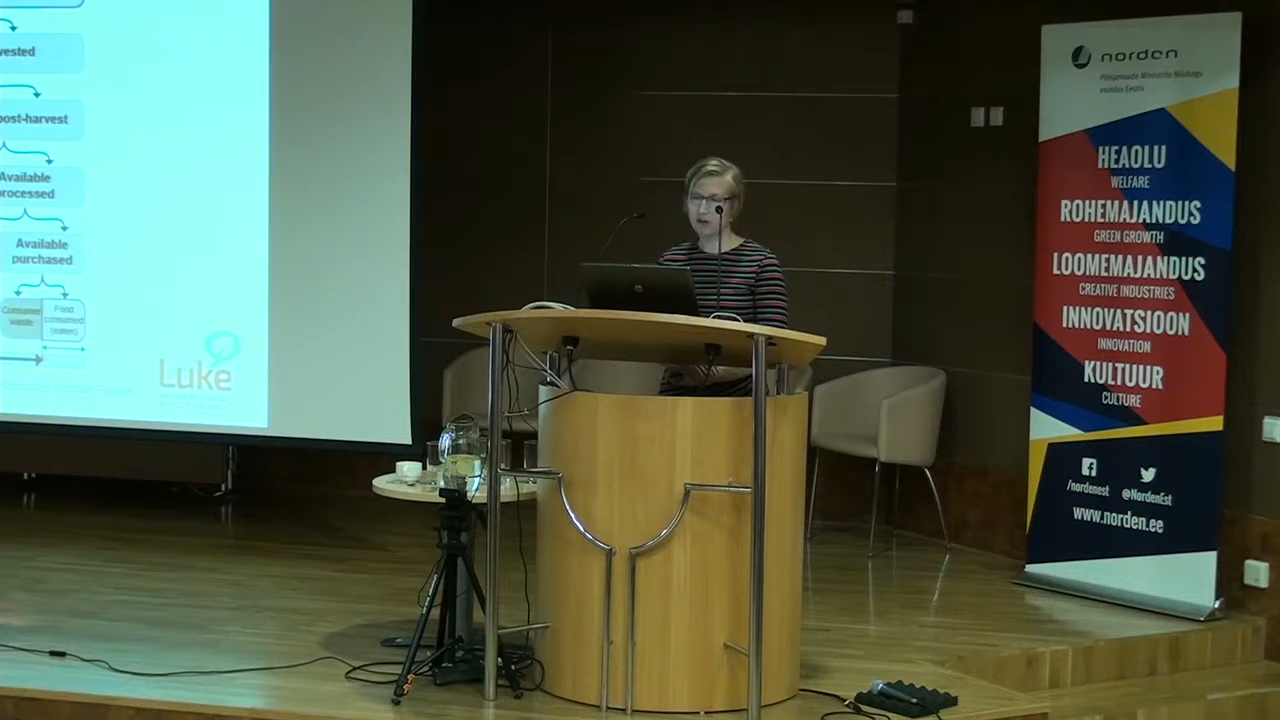 vested
post-harvest
Available
processed
Available
purchased
Consumer
waste
Food
consumed
(eaten)
Luke
norden
Põhjamaade Ministrite Nõukogu
esindus Eestis
HEAOLU
WELFARE
ROHEMAJANDUS
GREEN GROWTH
LOOMEMAJANDUS
CREATIVE INDUSTRIES
INNOVATSIOON
INNOVATION
KULTUUR
CULTURE
/nordenest
@NordenEst
www.norden.ee